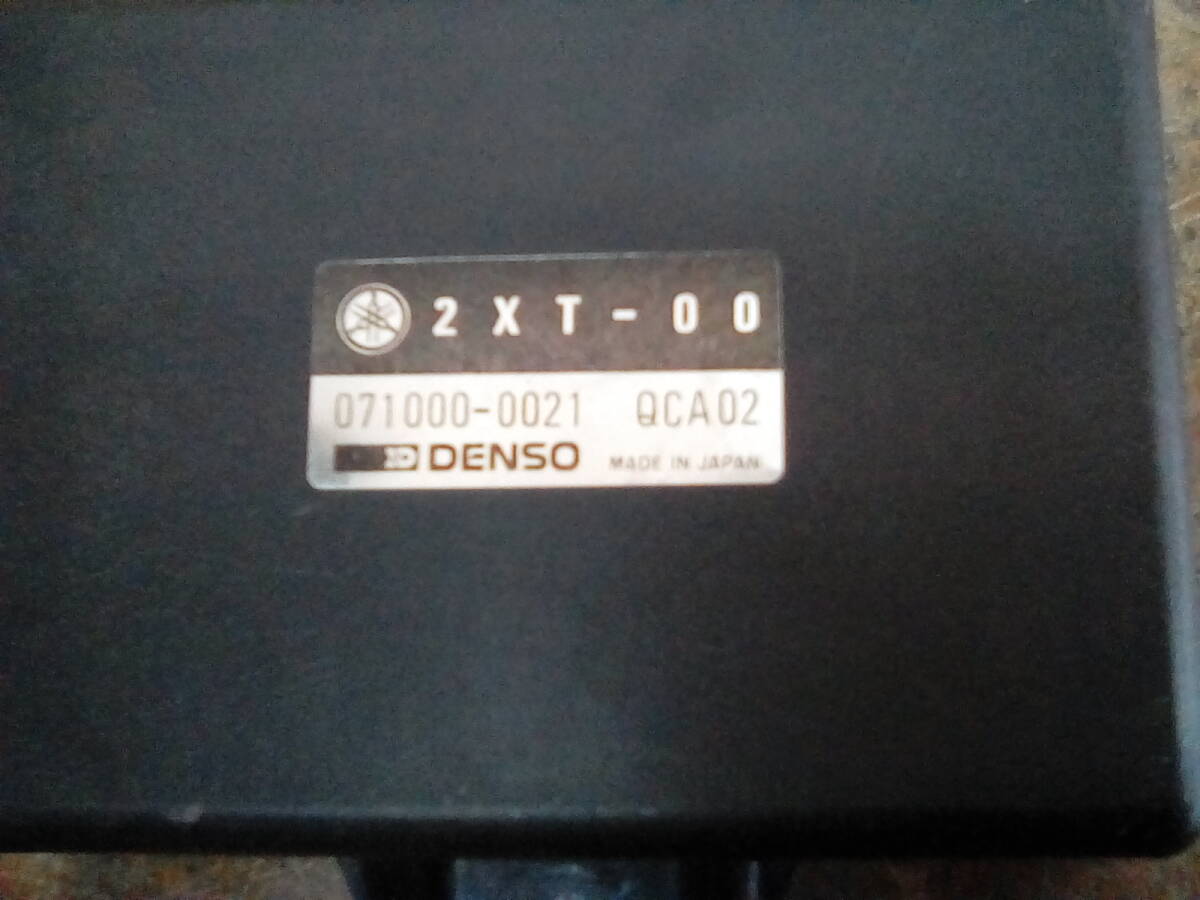 2XT-00
071000-0021 QCA02
DENSO MADE IN JAPAN